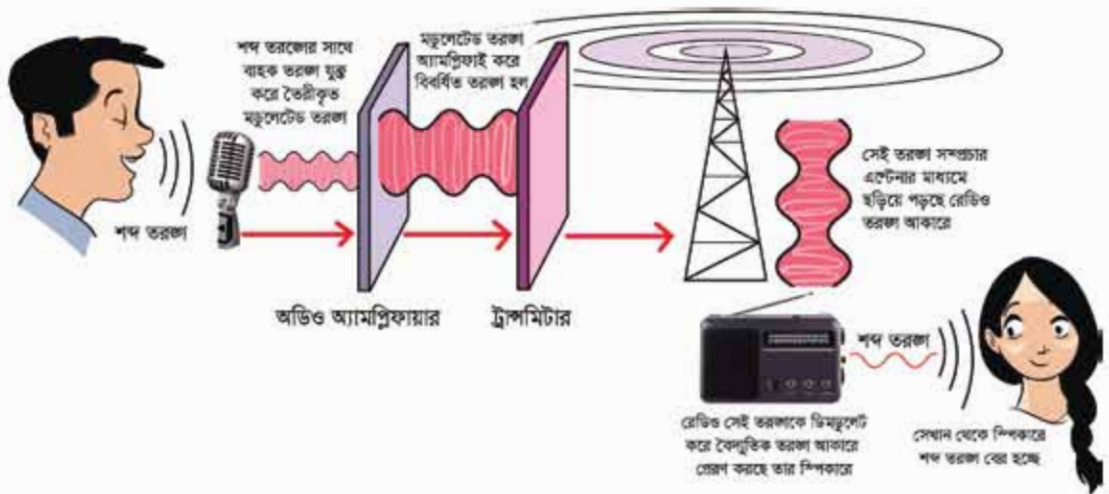 শব্দ তরঙ্গের সাথে
বাহক তরঙ্গ যুক্ত
করে তৈরীকৃত
মডুলেটেড তরঙ্গ
মডুলেটেড তরঙ্গ
অ্যামপ্লিফাই করে
বিবর্ধিত তরঙ্গ হল
শব্দ তরঙ্গ
অডিও অ্যামপ্লিফায়ার
ট্রান্সমিটার
সেই তরঙ্গ সম্প্রচার
এন্টেনার মাধ্যমে
ছড়িয়ে পড়ছে রেডিও
তরঙ্গ আকারে
শব্দ তরঙ্গ
রেডিও সেই তরঙ্গকে ডিমডুলেট
করে বৈদ্যুতিক তরঙ্গ আকারে
প্রেরণ করছে তার স্পিকারে
সেখান থেকে স্পিকারে
শব্দ তরঙ্গ বের হচ্ছে